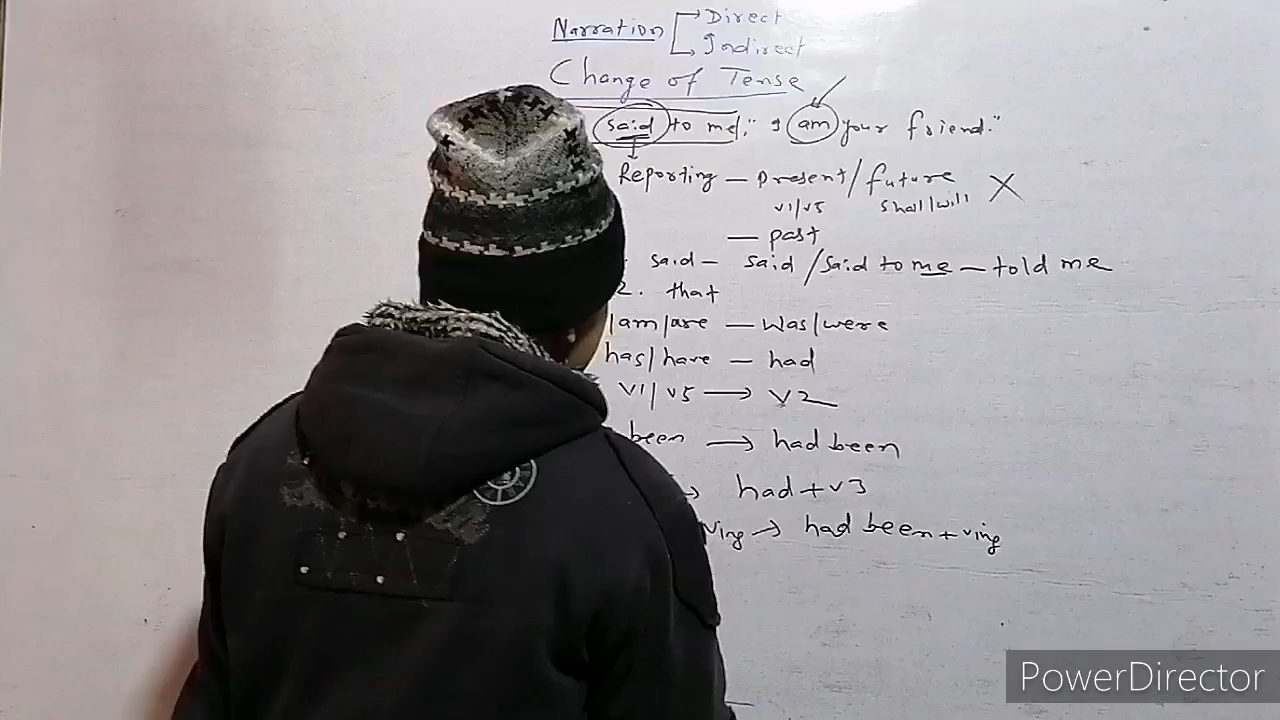 Narration Direct
Indirect
Change of Tense
said to me," I am your friend."
Reporting – Present/future X
V1/V5 shall/will
– past
said – said /said to me – told me
2. that
/am/are – was/were
has/have – had
V1/V5 → V2
been → had been
→ had + V3
Ving → had been + ving
PowerDirector